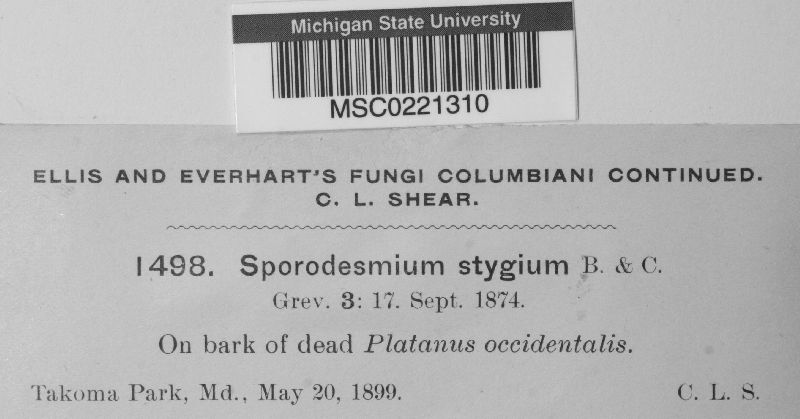 Michigan State University
MSC0221310
ELLIS AND EVERHART'S FUNGI COLUMBIANI CONTINUED.
C. L. SHEAR.
1498. Sporodesmium stygium B. & C.
Grev. 3: 17. Sept. 1874.
On bark of dead Platanus occidentalis.
Takoma Park, Md., May 20, 1899. C. L. S.